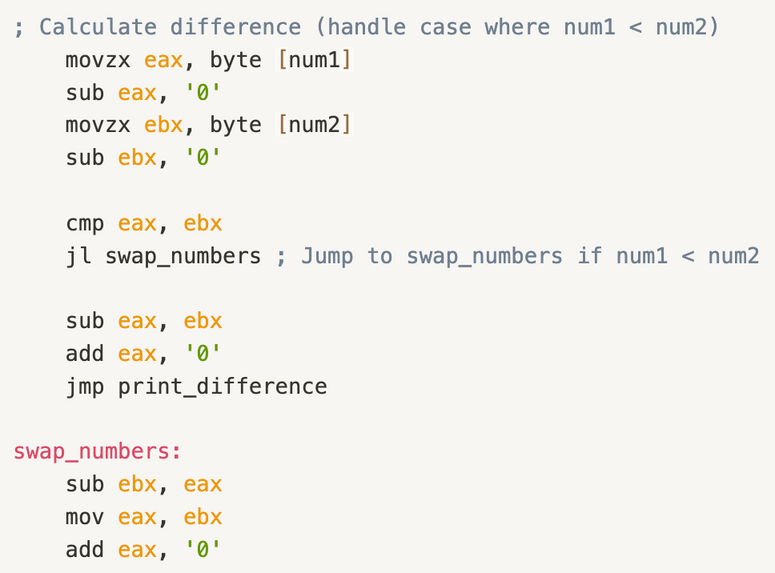 ; Calculate difference (handle case where num1 < num2)
    movzx eax, byte [num1]
    sub eax, '0'
    movzx ebx, byte [num2]
    sub ebx, '0'

    cmp eax, ebx
    jl swap_numbers ; Jump to swap_numbers if num1 < num2

    sub eax, ebx
    add eax, '0'
    jmp print_difference

swap_numbers:
    sub ebx, eax
    mov eax, ebx
    add eax, '0'